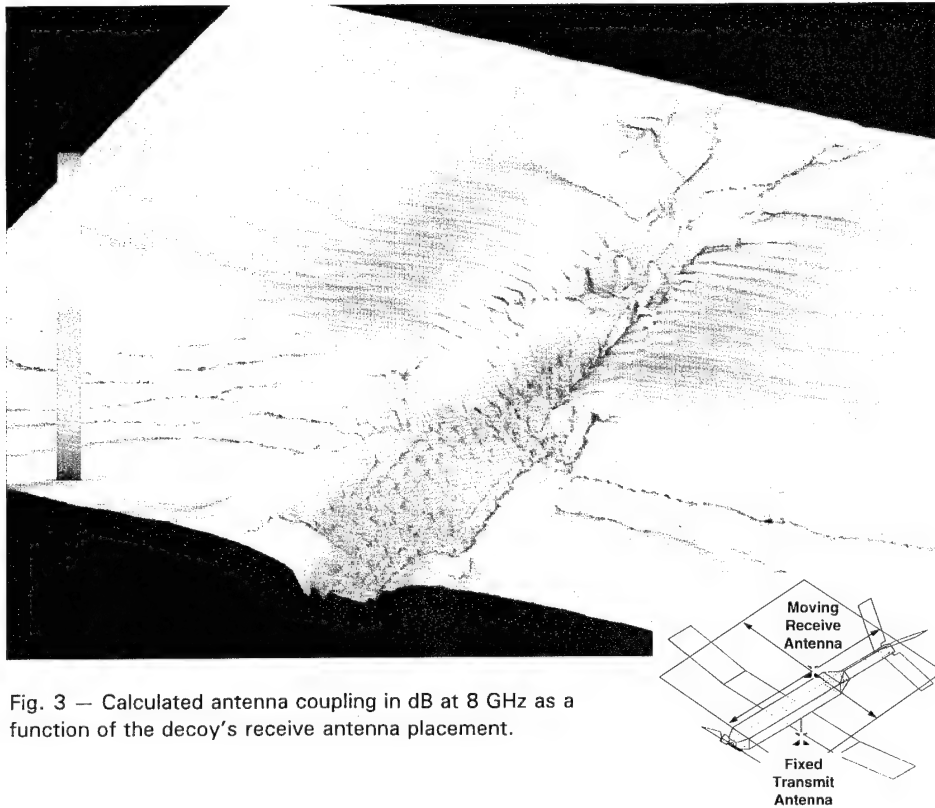 Moving
Receive
Antenna
Fig. 3 — Calculated antenna coupling in dB at 8 GHz as a
function of the decoy's receive antenna placement.
Fixed
Transmit
Antenna